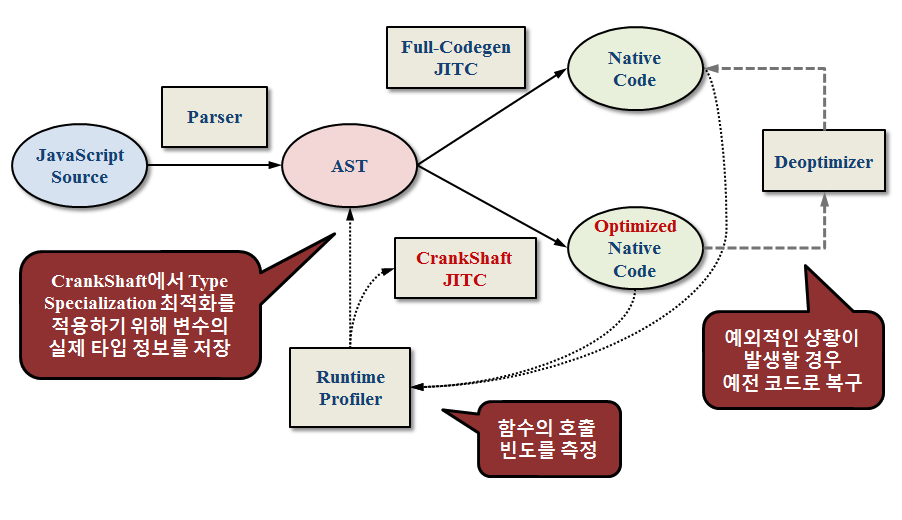 Full-Codegen
JITC
Native
Code
Parser
JavaScript
Source
AST
Deoptimizer
Optimized
Native
Code
CrankShaft
JITC
CrankShaft에서 Type
Specialization 최적화를
적용하기 위해 변수의
실제 타입 정보를 저장
예외적인 상황이
발생할 경우
예전 코드로 복구
Runtime
Profiler
함수의 호출
빈도를 측정